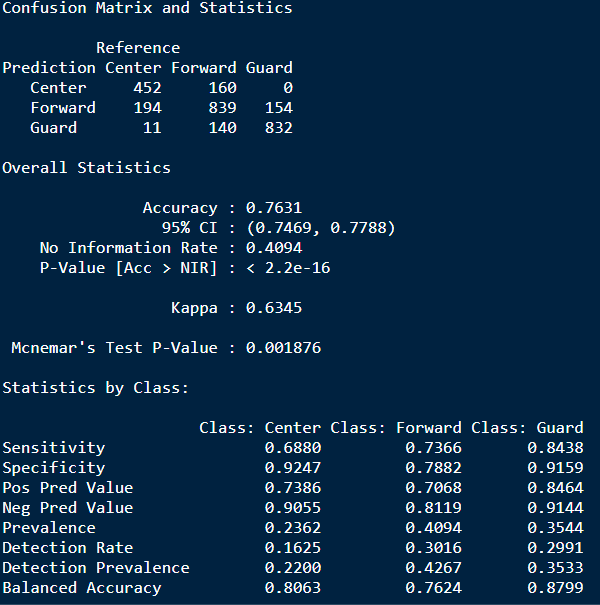 Confusion Matrix and Statistics
Reference
Prediction Center Forward Guard
Center 452 160 0
Forward 194 839 154
Guard 11 140 832
Overall Statistics
Accuracy : 0.7631
95% CI : (0.7469, 0.7788)
No Information Rate : 0.4094
P-Value [Acc > NIR] : < 2.2e-16
Kappa : 0.6345
Mcnemar's Test P-Value : 0.001876
Statistics by Class:
Class: Center Class: Forward Class: Guard
Sensitivity 0.6880 0.7366 0.8438
Specificity 0.9247 0.7882 0.9159
Pos Pred Value 0.7386 0.7068 0.8464
Neg Pred Value 0.9055 0.8119 0.9144
Prevalence 0.2362 0.4094 0.3544
Detection Rate 0.1625 0.3016 0.2991
Detection Prevalence 0.2200 0.4267 0.3533
Balanced Accuracy 0.8063 0.7624 0.8799